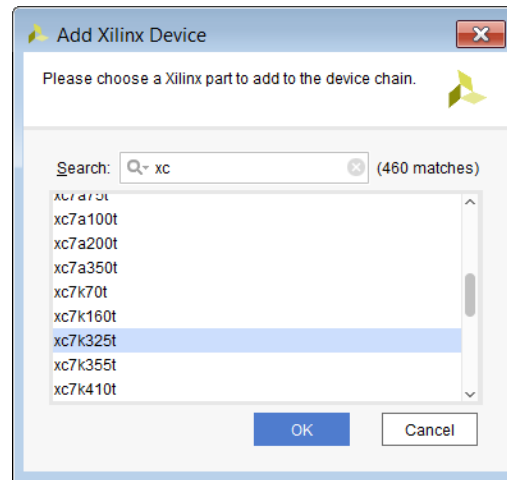 Add Xilinx Device
Please choose a Xilinx part to add to the device chain.
Search: xc (460 matches)
xc7a75t
xc7a100t
xc7a200t
xc7a350t
xc7k70t
xc7k160t
xc7k325t
xc7k355t
xc7k410t
OK Cancel